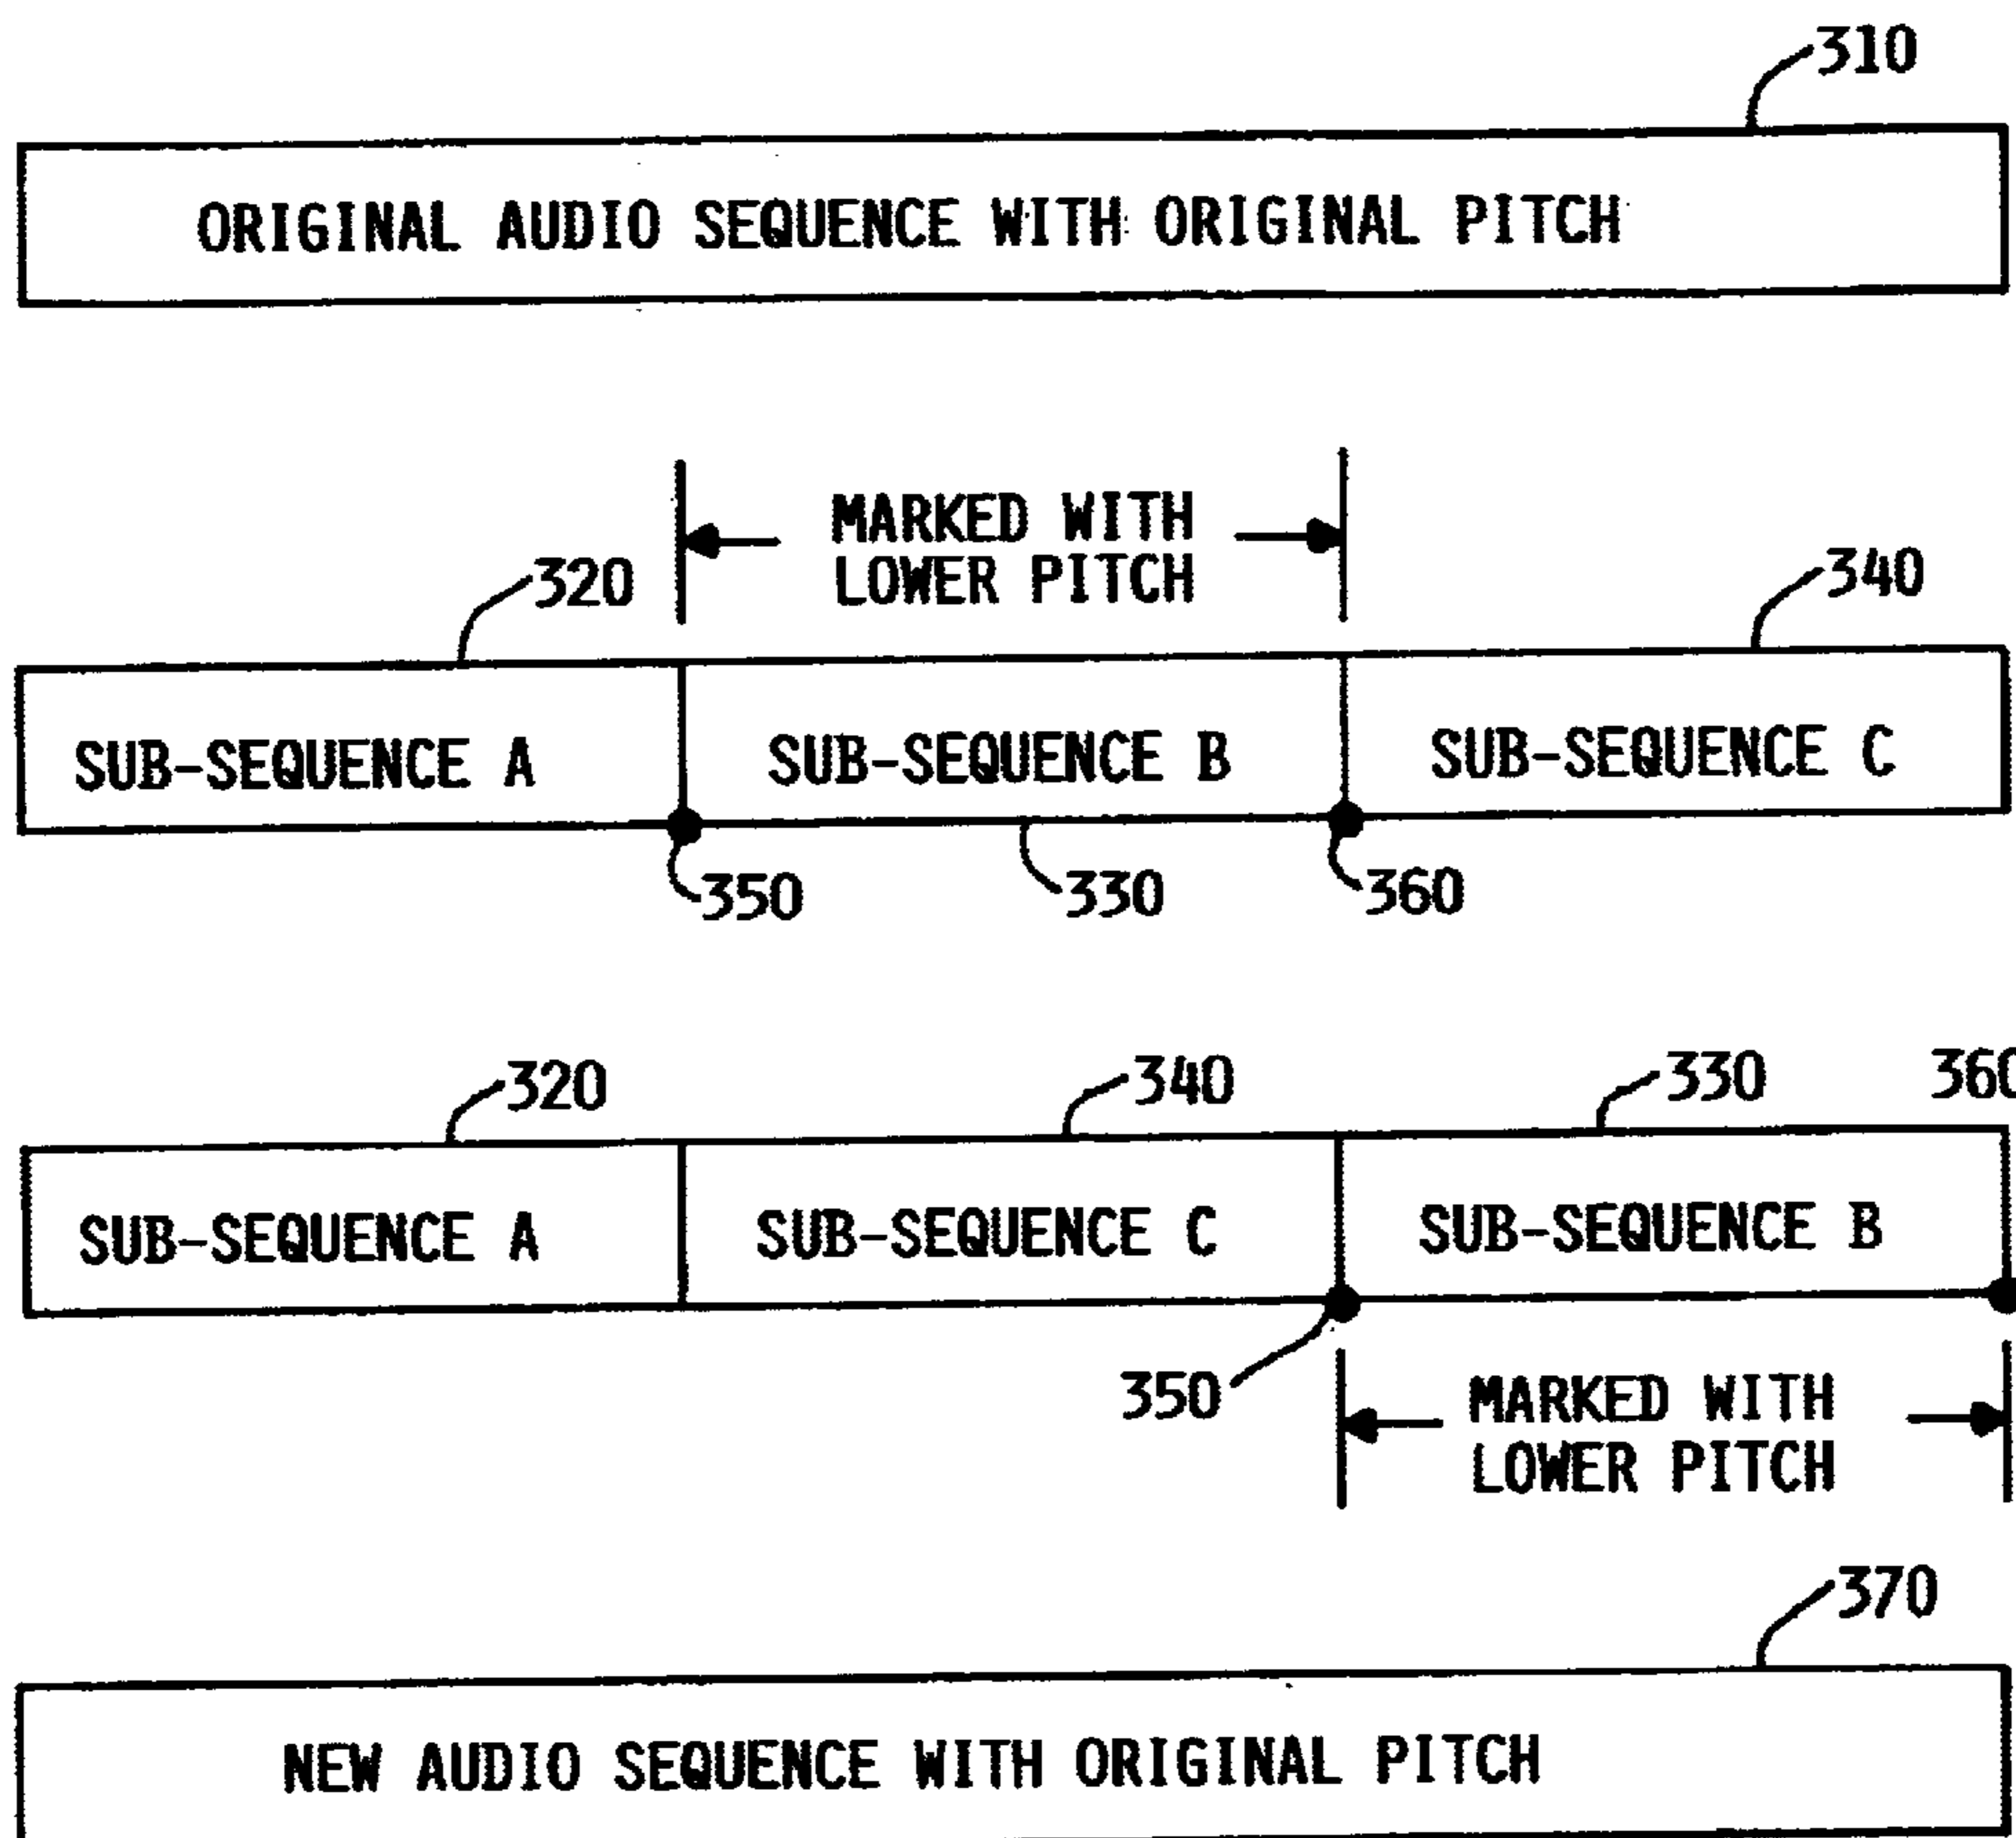 310
ORIGINAL AUDIO SEQUENCE WITH ORIGINAL PITCH
MARKED WITH
LOWER PITCH
320
340
SUB-SEQUENCE A
SUB-SEQUENCE B
SUB-SEQUENCE C
350
330
360
320
340
330
360
SUB-SEQUENCE A
SUB-SEQUENCE C
SUB-SEQUENCE B
350
MARKED WITH
LOWER PITCH
370
NEW AUDIO SEQUENCE WITH ORIGINAL PITCH